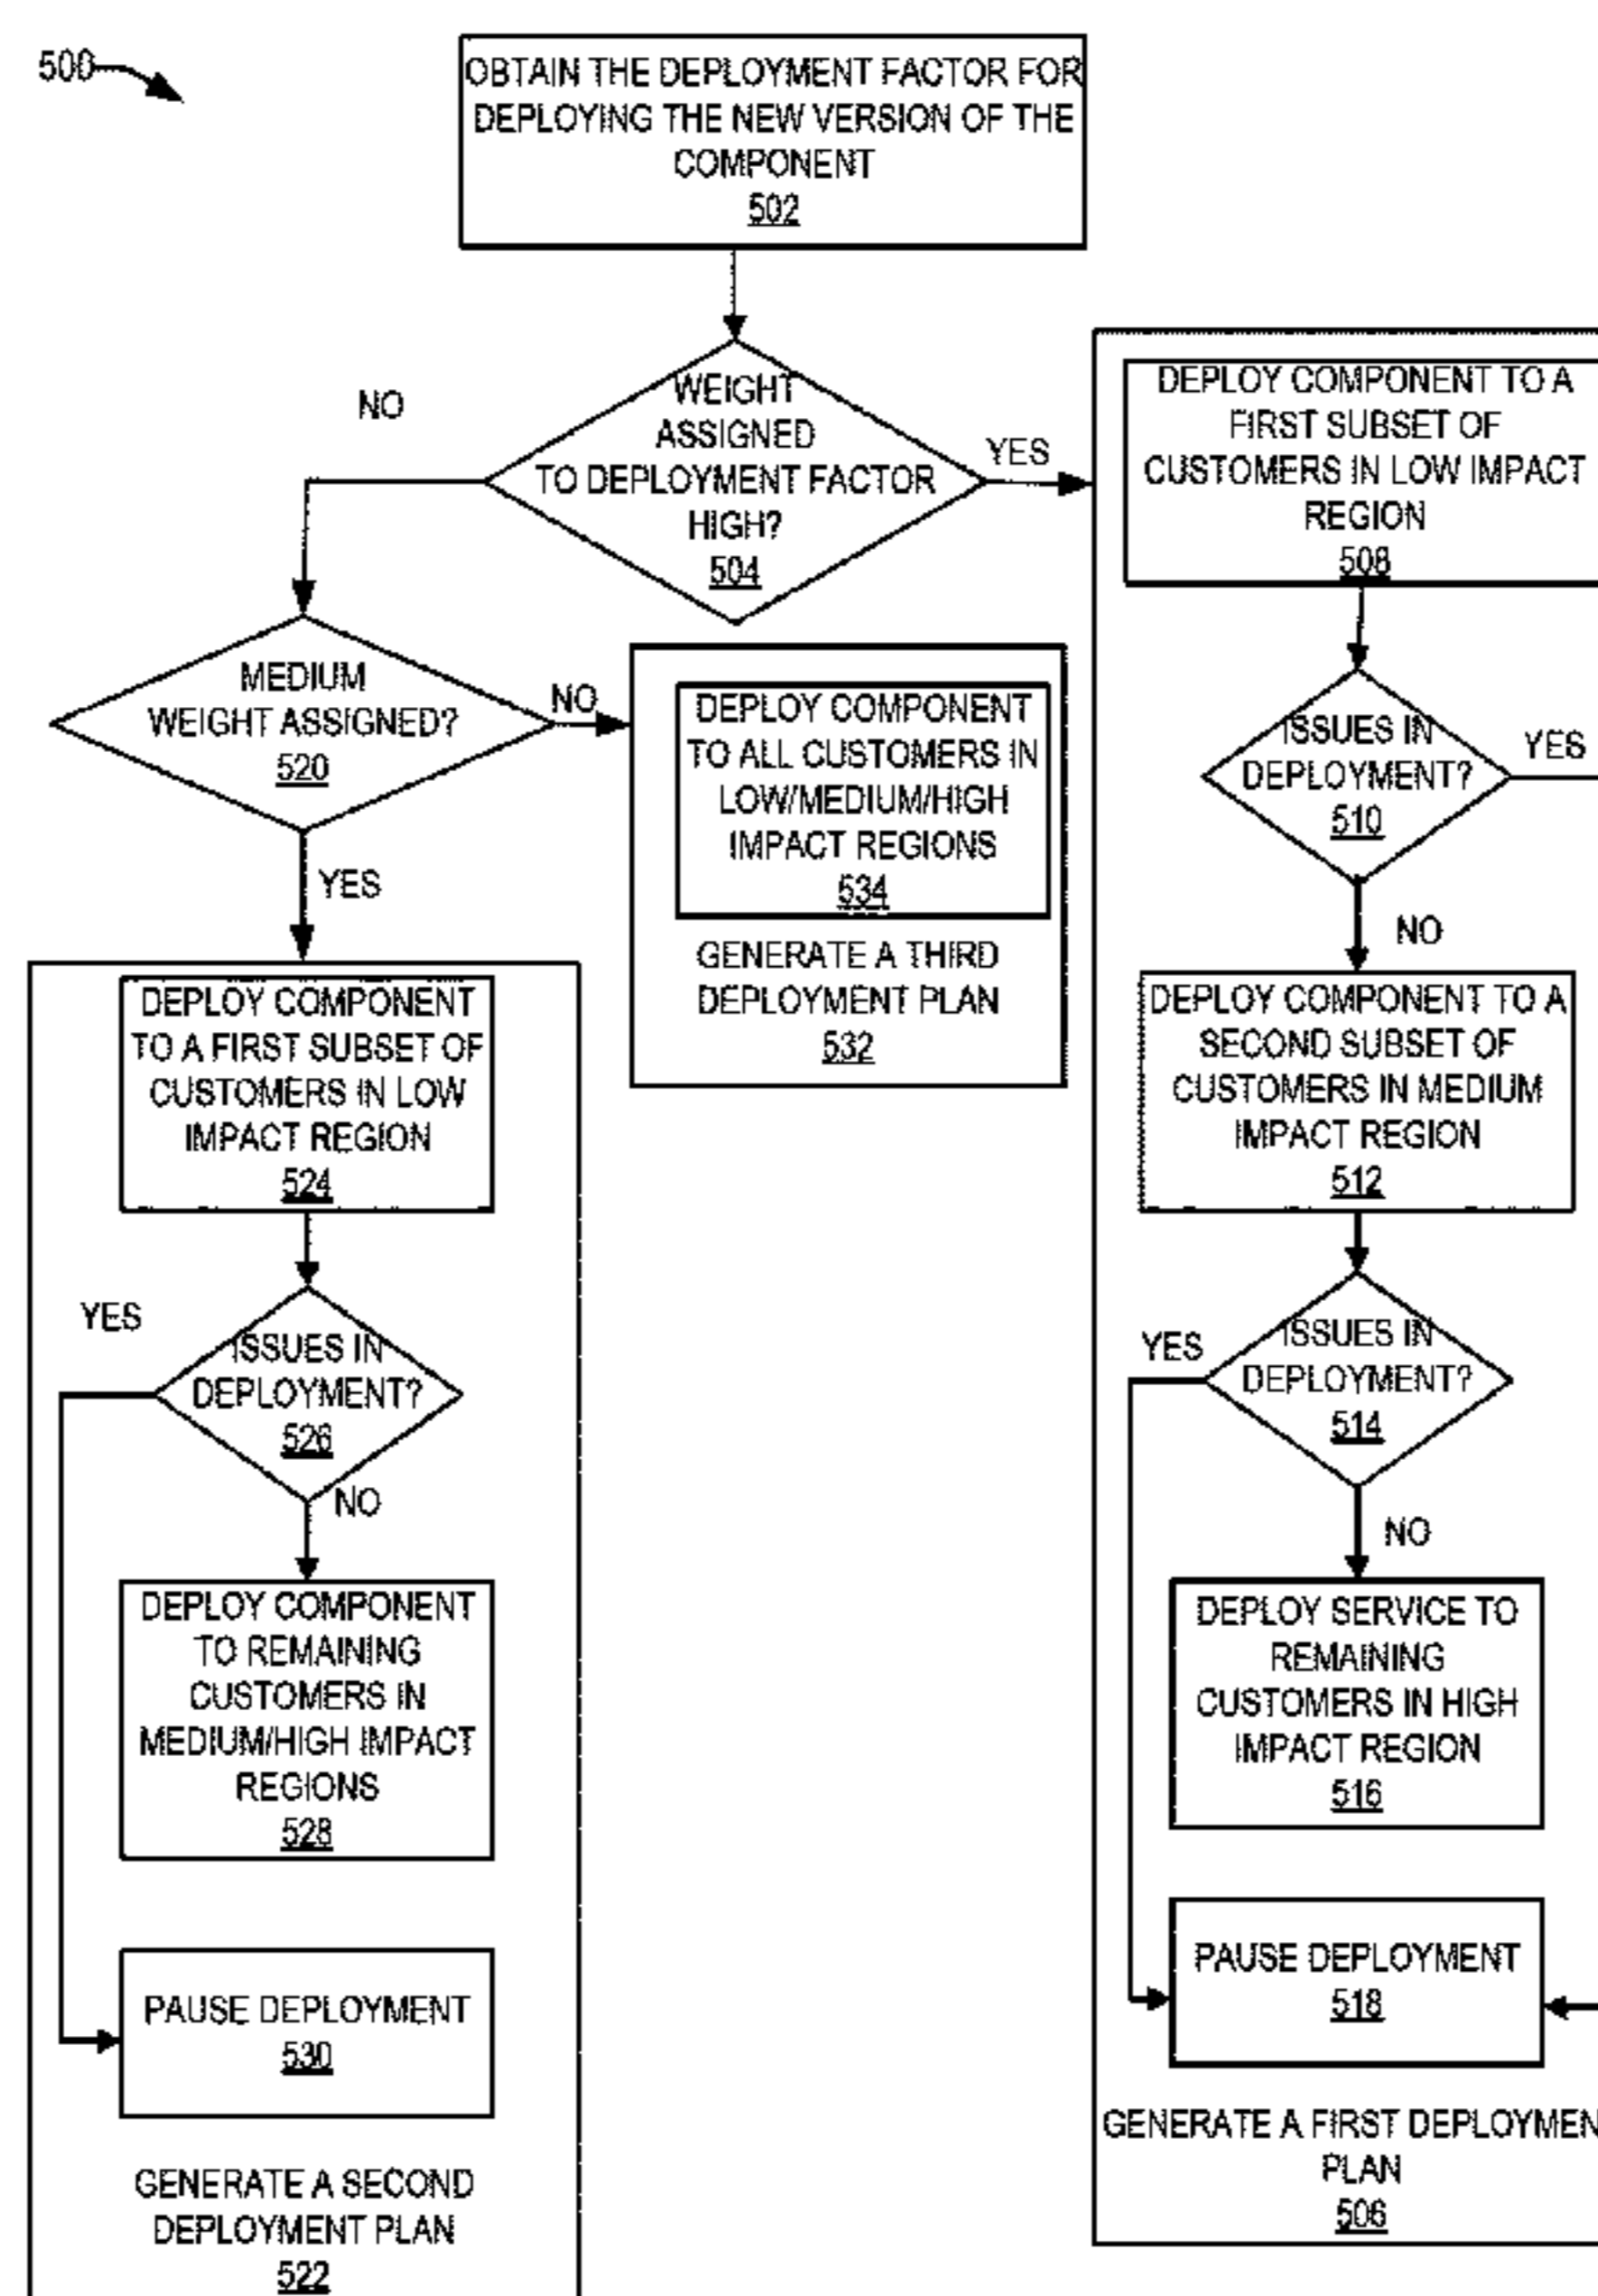 500
OBTAIN THE DEPLOYMENT FACTOR FOR
DEPLOYING THE NEW VERSION OF THE
COMPONENT
502
WEIGHT
ASSIGNED
TO DEPLOYMENT FACTOR
HIGH?
504
NO
YES
MEDIUM
WEIGHT ASSIGNED?
520
NO
YES
DEPLOY COMPONENT
TO ALL CUSTOMERS IN
LOW/MEDIUM/HIGH
IMPACT REGIONS
534
GENERATE A THIRD
DEPLOYMENT PLAN
532
DEPLOY COMPONENT
TO A FIRST SUBSET OF
CUSTOMERS IN LOW
IMPACT REGION
524
YES
ISSUES IN
DEPLOYMENT?
526
NO
DEPLOY COMPONENT
TO REMAINING
CUSTOMERS IN
MEDIUM/HIGH IMPACT
REGIONS
528
PAUSE DEPLOYMENT
530
GENERATE A SECOND
DEPLOYMENT PLAN
522
DEPLOY COMPONENT TO A
FIRST SUBSET OF
CUSTOMERS IN LOW IMPACT
REGION
508
ISSUES IN
DEPLOYMENT?
510
YES
NO
DEPLOY COMPONENT TO A
SECOND SUBSET OF
CUSTOMERS IN MEDIUM
IMPACT REGION
512
YES
ISSUES IN
DEPLOYMENT?
514
NO
DEPLOY SERVICE TO
REMAINING
CUSTOMERS IN HIGH
IMPACT REGION
516
PAUSE DEPLOYMENT
518
GENERATE A FIRST DEPLOYMEN
PLAN
506